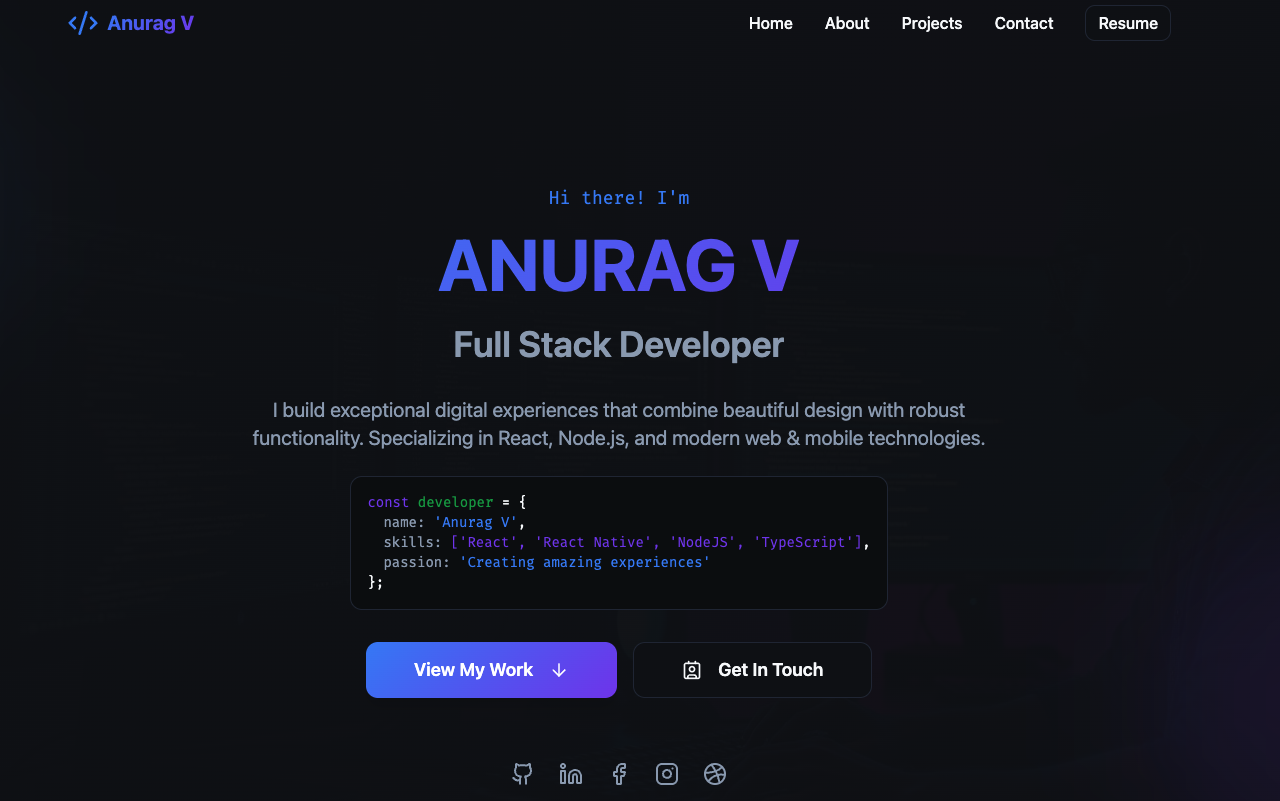 </> Anurag V
Home About Projects Contact Resume
Hi there! I'm
ANURAG V
Full Stack Developer
I build exceptional digital experiences that combine beautiful design with robust
functionality. Specializing in React, Node.js, and modern web & mobile technologies.
const developer = {
  name: 'Anurag V',
  skills: ['React', 'React Native', 'NodeJS', 'TypeScript'],
  passion: 'Creating amazing experiences'
};
View My Work ↓
Get In Touch